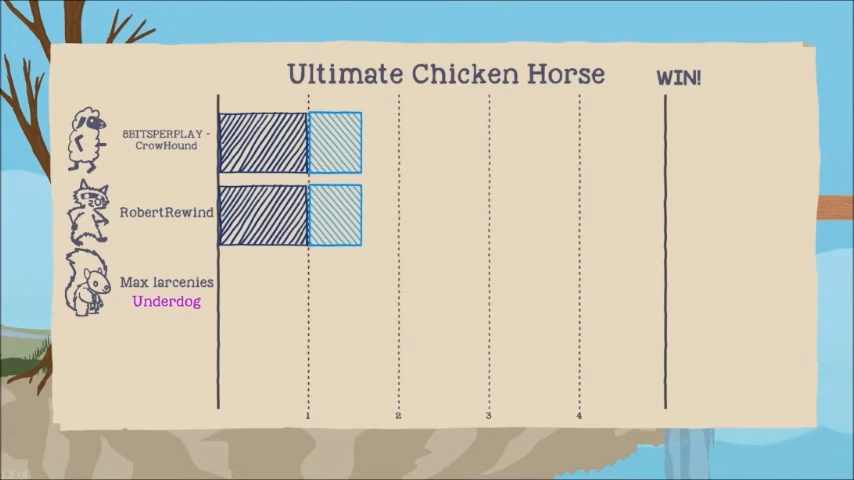 Ultimate Chicken Horse
WIN!
8BITSPERPLAY -
CrowHound
RobertRewind
Max larcenies
Underdog
1
2
3
4